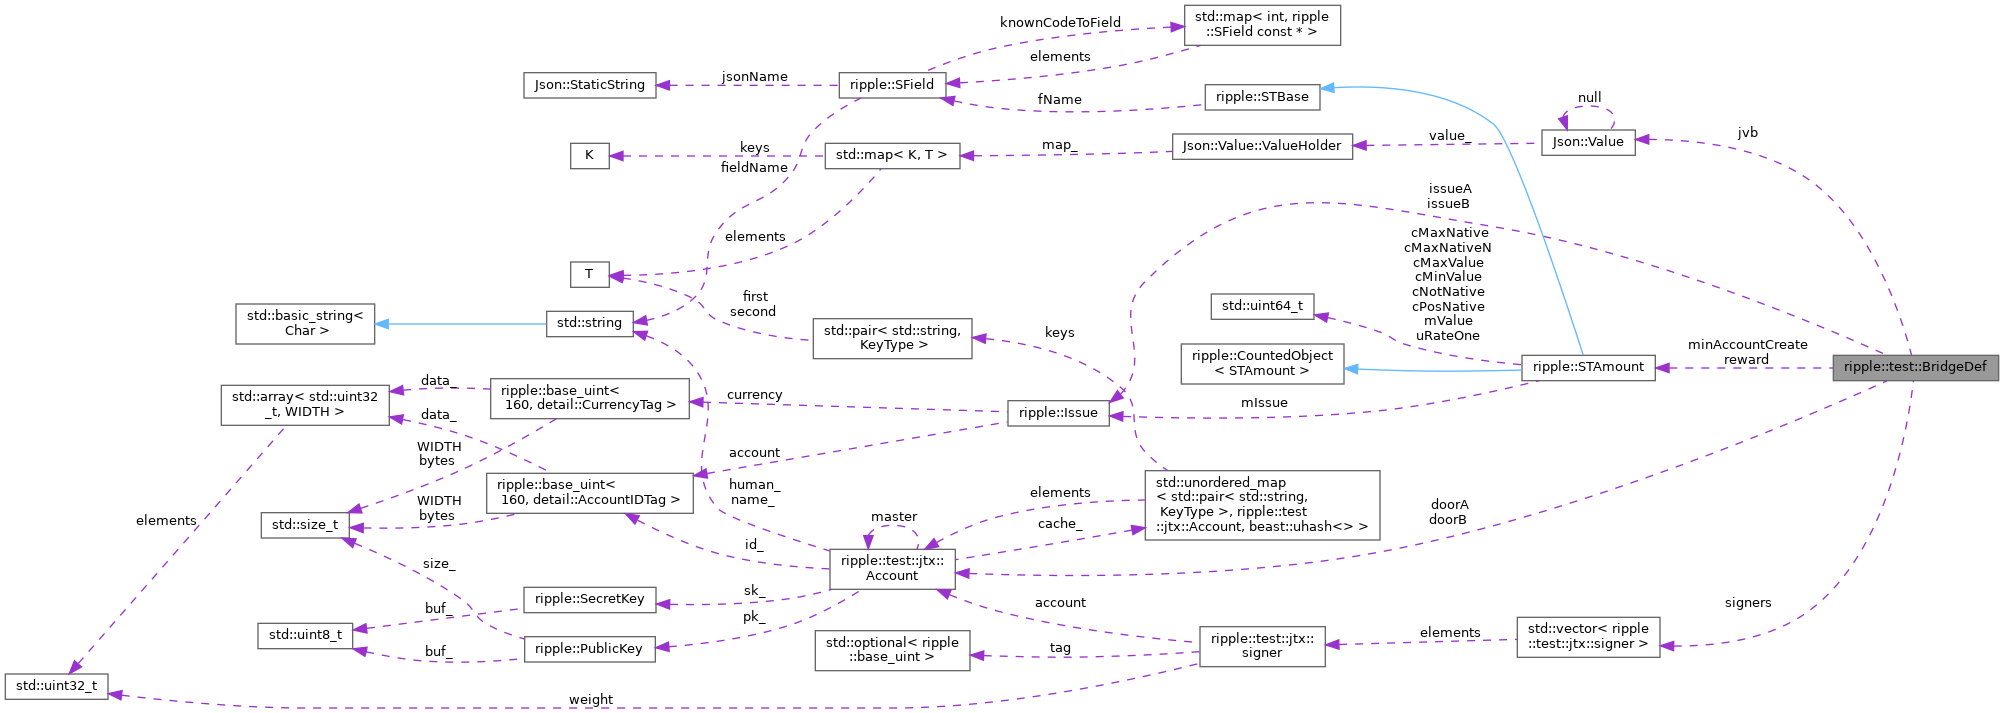 knownCodeToField
std::map< int, ripple
::SField const * >
elements
Json::StaticString
jsonName
ripple::SField
fName
ripple::STBase
null
jvb
K
keys
fieldName
std::map< K, T >
map_
Json::Value::ValueHolder
value_
Json::Value
issueA
issueB
elements
T
first
second
cMaxNative
cMaxNativeN
cMaxValue
cMinValue
cNotNative
cPosNative
mValue
uRateOne
std::uint64_t
std::basic_string<
Char >
std::string
std::pair< std::string,
KeyType >
keys
ripple::CountedObject
< STAmount >
ripple::STAmount
minAccountCreate
reward
ripple::test::BridgeDef
std::array< std::uint32
_t, WIDTH >
data_
data_
ripple::base_uint<
160, detail::CurrencyTag >
currency
ripple::Issue
mIssue
WIDTH
bytes
account
ripple::base_uint<
160, detail::AccountIDTag >
human_
name_
WIDTH
bytes
std::size_t
elements
elements
cache_
std::unordered_map
< std::pair< std::string,
KeyType >, ripple::test
::jtx::Account, beast::uhash<> >
doorA
doorB
master
id_
ripple::test::jtx::
Account
size_
sk_
pk_
ripple::SecretKey
buf_
std::uint8_t
buf_
ripple::PublicKey
account
signers
std::optional< ripple
::base_uint >
tag
ripple::test::jtx::
signer
elements
std::vector< ripple
::test::jtx::signer >
std::uint32_t
weight